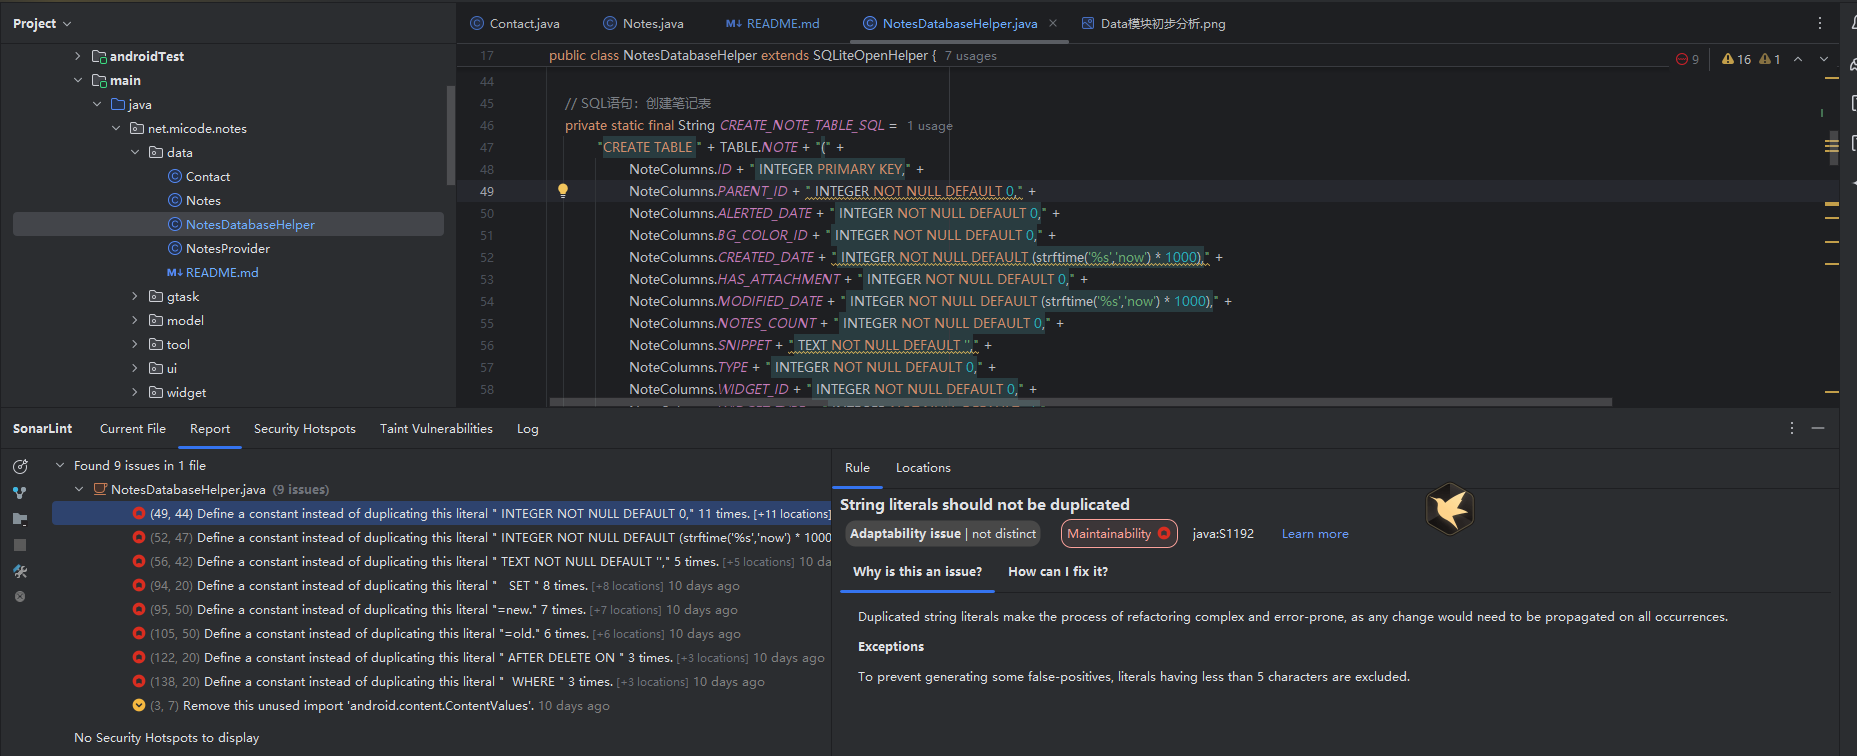 Project
Contact.java
Notes.java
README.md
NotesDatabaseHelper.java
Data模块初步分析.png
androidTest
main
java
net.micode.notes
data
Contact
Notes
NotesDatabaseHelper
NotesProvider
README.md
gtask
model
tool
ui
widget
17 public class NotesDatabaseHelper extends SQLiteOpenHelper { 7 usages
9 16 1
44
45 // SQL语句：创建笔记表
46 private static final String CREATE_NOTE_TABLE_SQL = 1 usage
47 "CREATE TABLE " + TABLE.NOTE + "(" +
48 NoteColumns.ID + " INTEGER PRIMARY KEY," +
49 NoteColumns.PARENT_ID + " INTEGER NOT NULL DEFAULT 0," +
50 NoteColumns.ALERTED_DATE + " INTEGER NOT NULL DEFAULT 0," +
51 NoteColumns.BG_COLOR_ID + " INTEGER NOT NULL DEFAULT 0," +
52 NoteColumns.CREATED_DATE + " INTEGER NOT NULL DEFAULT (strftime('%s','now') * 1000)," +
53 NoteColumns.HAS_ATTACHMENT + " INTEGER NOT NULL DEFAULT 0," +
54 NoteColumns.MODIFIED_DATE + " INTEGER NOT NULL DEFAULT (strftime('%s','now') * 1000)," +
55 NoteColumns.NOTES_COUNT + " INTEGER NOT NULL DEFAULT 0," +
56 NoteColumns.SNIPPET + " TEXT NOT NULL DEFAULT ''," +
57 NoteColumns.TYPE + " INTEGER NOT NULL DEFAULT 0," +
58 NoteColumns.WIDGET_ID + " INTEGER NOT NULL DEFAULT 0," +
SonarLint
Current File
Report
Security Hotspots
Taint Vulnerabilities
Log
Found 9 issues in 1 file
NotesDatabaseHelper.java (9 issues)
(49, 44) Define a constant instead of duplicating this literal " INTEGER NOT NULL DEFAULT 0," 11 times. [+11 locations]
(52, 47) Define a constant instead of duplicating this literal " INTEGER NOT NULL DEFAULT (strftime('%s','now') * 1000
(56, 42) Define a constant instead of duplicating this literal " TEXT NOT NULL DEFAULT ''," 5 times. [+5 locations] 10 da
(94, 20) Define a constant instead of duplicating this literal "   SET " 8 times. [+8 locations] 10 days ago
(95, 50) Define a constant instead of duplicating this literal "=new." 7 times. [+7 locations] 10 days ago
(105, 50) Define a constant instead of duplicating this literal "=old." 6 times. [+6 locations] 10 days ago
(122, 20) Define a constant instead of duplicating this literal " AFTER DELETE ON " 3 times. [+3 locations] 10 days ago
(138, 20) Define a constant instead of duplicating this literal "  WHERE " 3 times. [+3 locations] 10 days ago
(3, 7) Remove this unused import 'android.content.ContentValues'. 10 days ago
No Security Hotspots to display
Rule
Locations
String literals should not be duplicated
Adaptability issue | not distinct
Maintainability
java:S1192
Learn more
Why is this an issue?
How can I fix it?
Duplicated string literals make the process of refactoring complex and error-prone, as any change would need to be propagated on all occurrences.
Exceptions
To prevent generating some false-positives, literals having less than 5 characters are excluded.